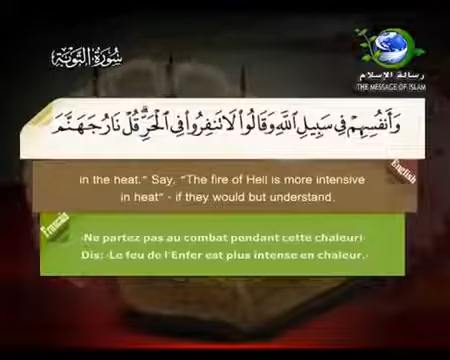 سُورَةُ التَّوْبَةِ
رسالة الإسلام
THE MESSAGE OF ISLAM
وَأَنفُسِهِمْ فِي سَبِيلِ اللَّهِ وَقَالُوا لَا تَنفِرُوا فِي الْحَرِّ ۗ قُلْ نَارُ جَهَنَّمَ
English
in the heat." Say, "The fire of Hell is more intensive
in heat" - if they would but understand.
Français
‹Ne partez pas au combat pendant cette chaleur!›
Dis: ‹Le feu de l'Enfer est plus intense en chaleur.›